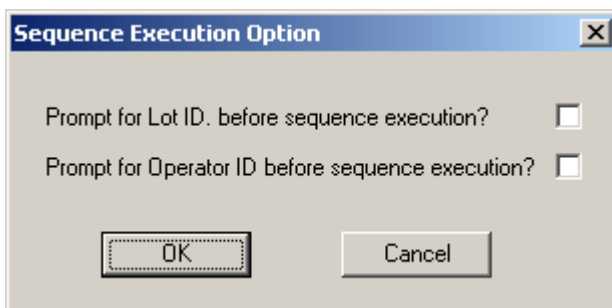 Sequence Execution Option
Prompt for Lot ID. before sequence execution?
Prompt for Operator ID before sequence execution?
OK Cancel